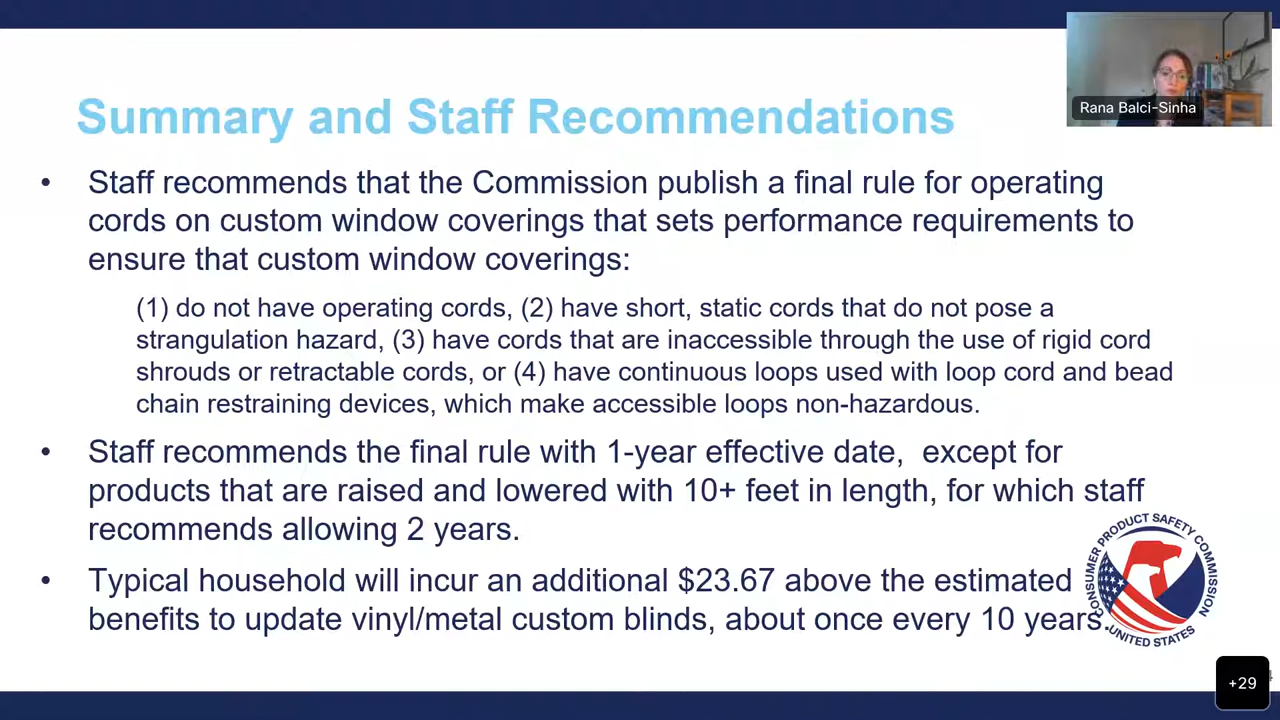 Rana Balci-Sinha
Summary and Staff Recommendations
• Staff recommends that the Commission publish a final rule for operating
cords on custom window coverings that sets performance requirements to
ensure that custom window coverings:
(1) do not have operating cords, (2) have short, static cords that do not pose a
strangulation hazard, (3) have cords that are inaccessible through the use of rigid cord
shrouds or retractable cords, or (4) have continuous loops used with loop cord and bead
chain restraining devices, which make accessible loops non-hazardous.
• Staff recommends the final rule with 1-year effective date, except for
products that are raised and lowered with 10+ feet in length, for which staff
recommends allowing 2 years.
• Typical household will incur an additional $23.67 above the estimated
benefits to update vinyl/metal custom blinds, about once every 10 years.
CONSUMER PRODUCT SAFETY COMMISSION
UNITED STATES
+29